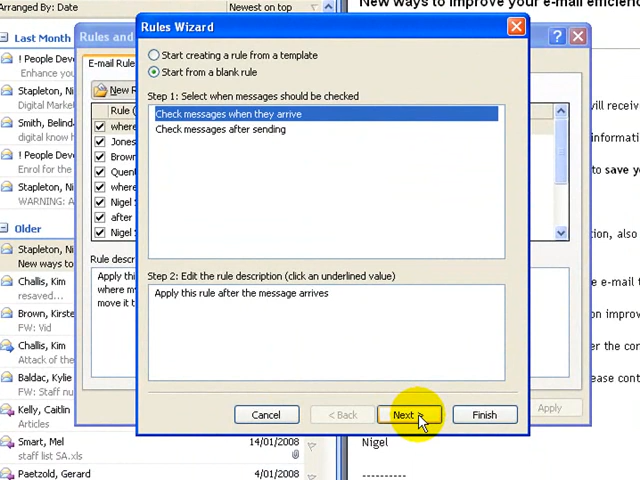 Arranged By: Date
Newest on top
New ways to improve your e-mail efficien
Last Month
! People Deve
Enhance you
Stapleton, Ni
Digital Market
Smith, Belind
digital know h
! People Deve
Enrol for the
Stapleton, Ni
WARNING: A
Older
Stapleton, Ni
New ways to
Challis, Kim
resaved...
Brown, Kirste
FW: Vid
Challis, Kim
Attack of the
Baldac, Kylie
FW: Staff nu
Kelly, Caitlin
Articles
Smart, Mel
14/01/2008
staff list SA.xls
Paetzold, Gerard
4/01/2008
Rules and
E-mail Rule
New R
Rule (
where
Jones
Brown
Quent
where
Nigel S
after
Nigel
Rule descr
Apply this
where my
move it t
Apply
Rules Wizard
Start creating a rule from a template
Start from a blank rule
Step 1: Select when messages should be checked
Check messages when they arrive
Check messages after sending
Step 2: Edit the rule description (click an underlined value)
Apply this rule after the message arrives
Cancel
< Back
Next >
Finish
will receiv
informati
to save yo
tion, also
e e-mail t
on improv
er the cor
ease cont
Nigel
----------